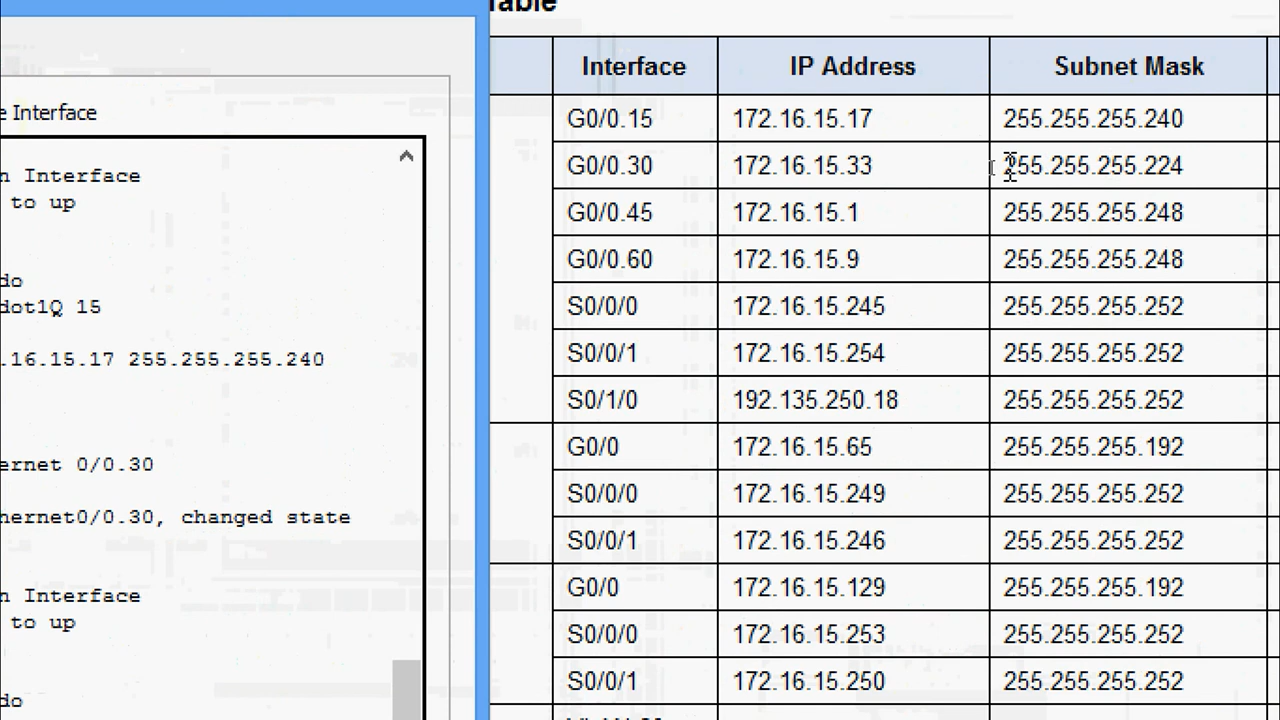 able
e Interface
n Interface
to up
do
dot1Q 15
.16.15.17 255.255.255.240
ernet 0/0.30
nernet0/0.30, changed state
n Interface
to up
do
Interface IP Address Subnet Mask
G0/0.15 172.16.15.17 255.255.255.240
G0/0.30 172.16.15.33 255.255.255.224
G0/0.45 172.16.15.1 255.255.255.248
G0/0.60 172.16.15.9 255.255.255.248
S0/0/0 172.16.15.245 255.255.255.252
S0/0/1 172.16.15.254 255.255.255.252
S0/1/0 192.135.250.18 255.255.255.252
G0/0 172.16.15.65 255.255.255.192
S0/0/0 172.16.15.249 255.255.255.252
S0/0/1 172.16.15.246 255.255.255.252
G0/0 172.16.15.129 255.255.255.192
S0/0/0 172.16.15.253 255.255.255.252
S0/0/1 172.16.15.250 255.255.255.252